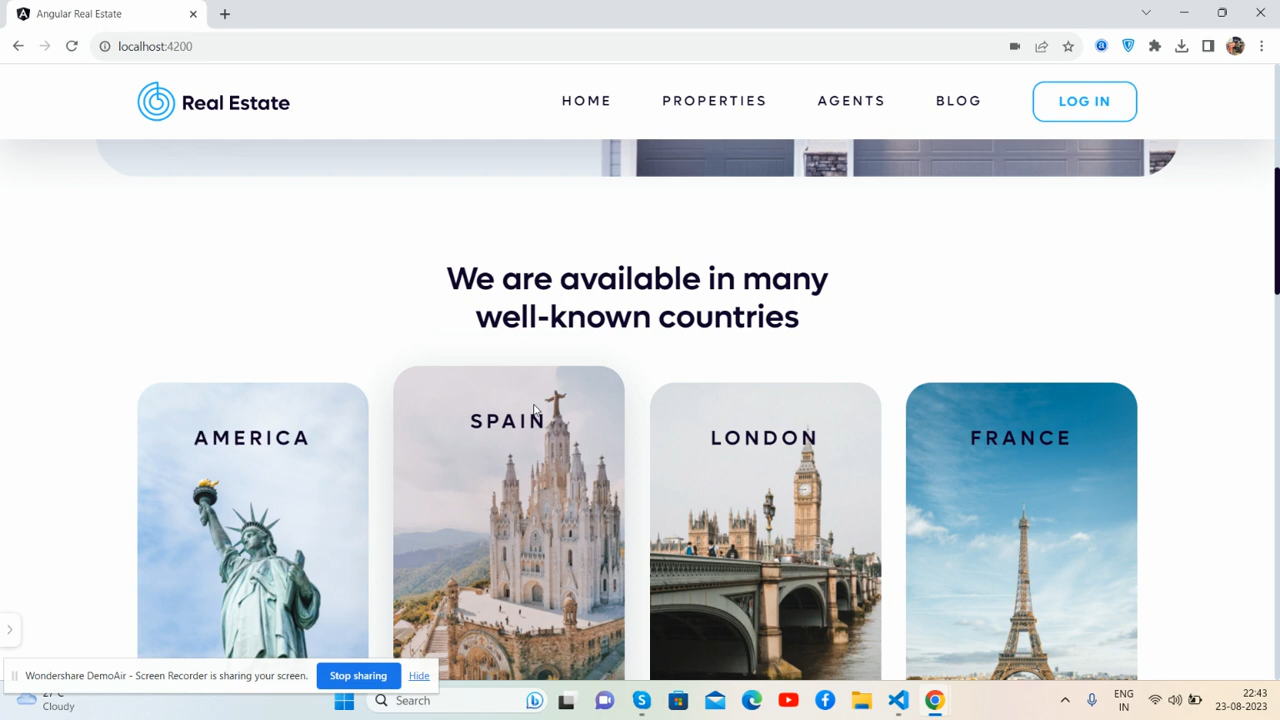 Angular Real Estate
localhost:4200
Real Estate
HOME
PROPERTIES
AGENTS
BLOG
LOG IN
We are available in many
well-known countries
AMERICA
SPAIN
LONDON
FRANCE
Wondershare DemoAir - Screen Recorder is sharing your screen.
Stop sharing
Hide
Cloudy
Search
ENG
IN
22:43
23-08-2023